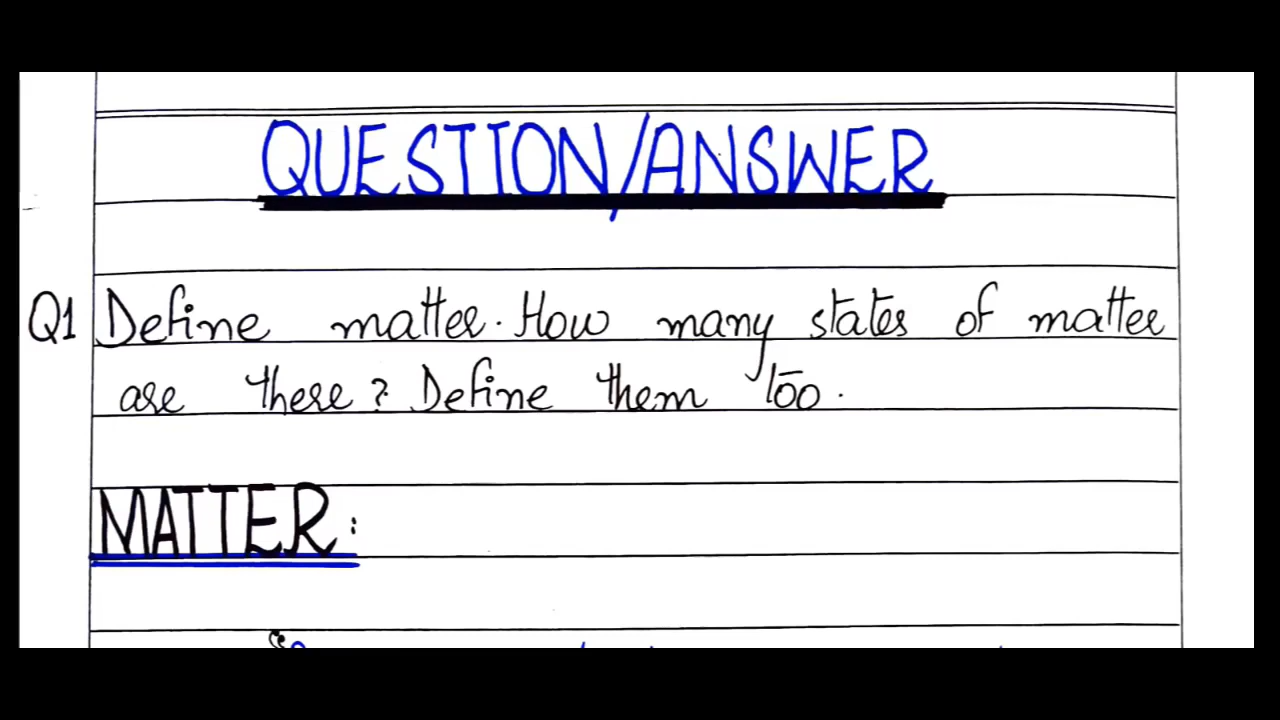 QUESTION/ANSWER
Q1 Define matter. How many states of matter
are there? Define them too.
MATTER: